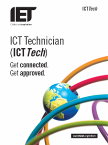 IET
ICTTech
ICT Technician
(ICTTech)
Get connected.
Get approved.